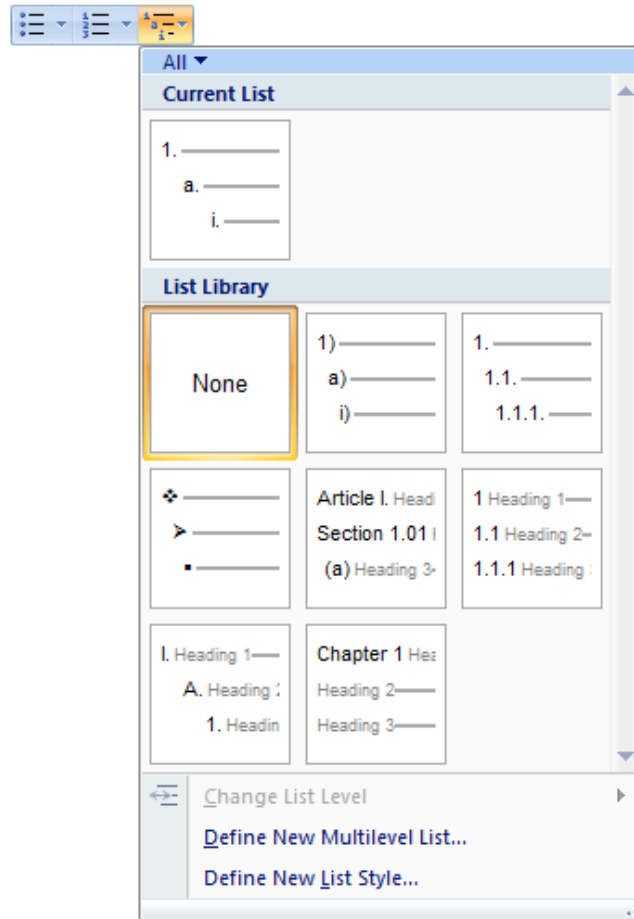 All
Current List
1.
a.
i.
List Library
None
1)
a)
i)
1.
1.1.
1.1.1.
Article I. Headi
Section 1.01 H
(a) Heading 3
1 Heading 1
1.1 Heading 2
1.1.1 Heading
I. Heading 1
A. Heading 2
1. Headin
Chapter 1 Hea
Heading 2
Heading 3
Change List Level
Define New Multilevel List...
Define New List Style...